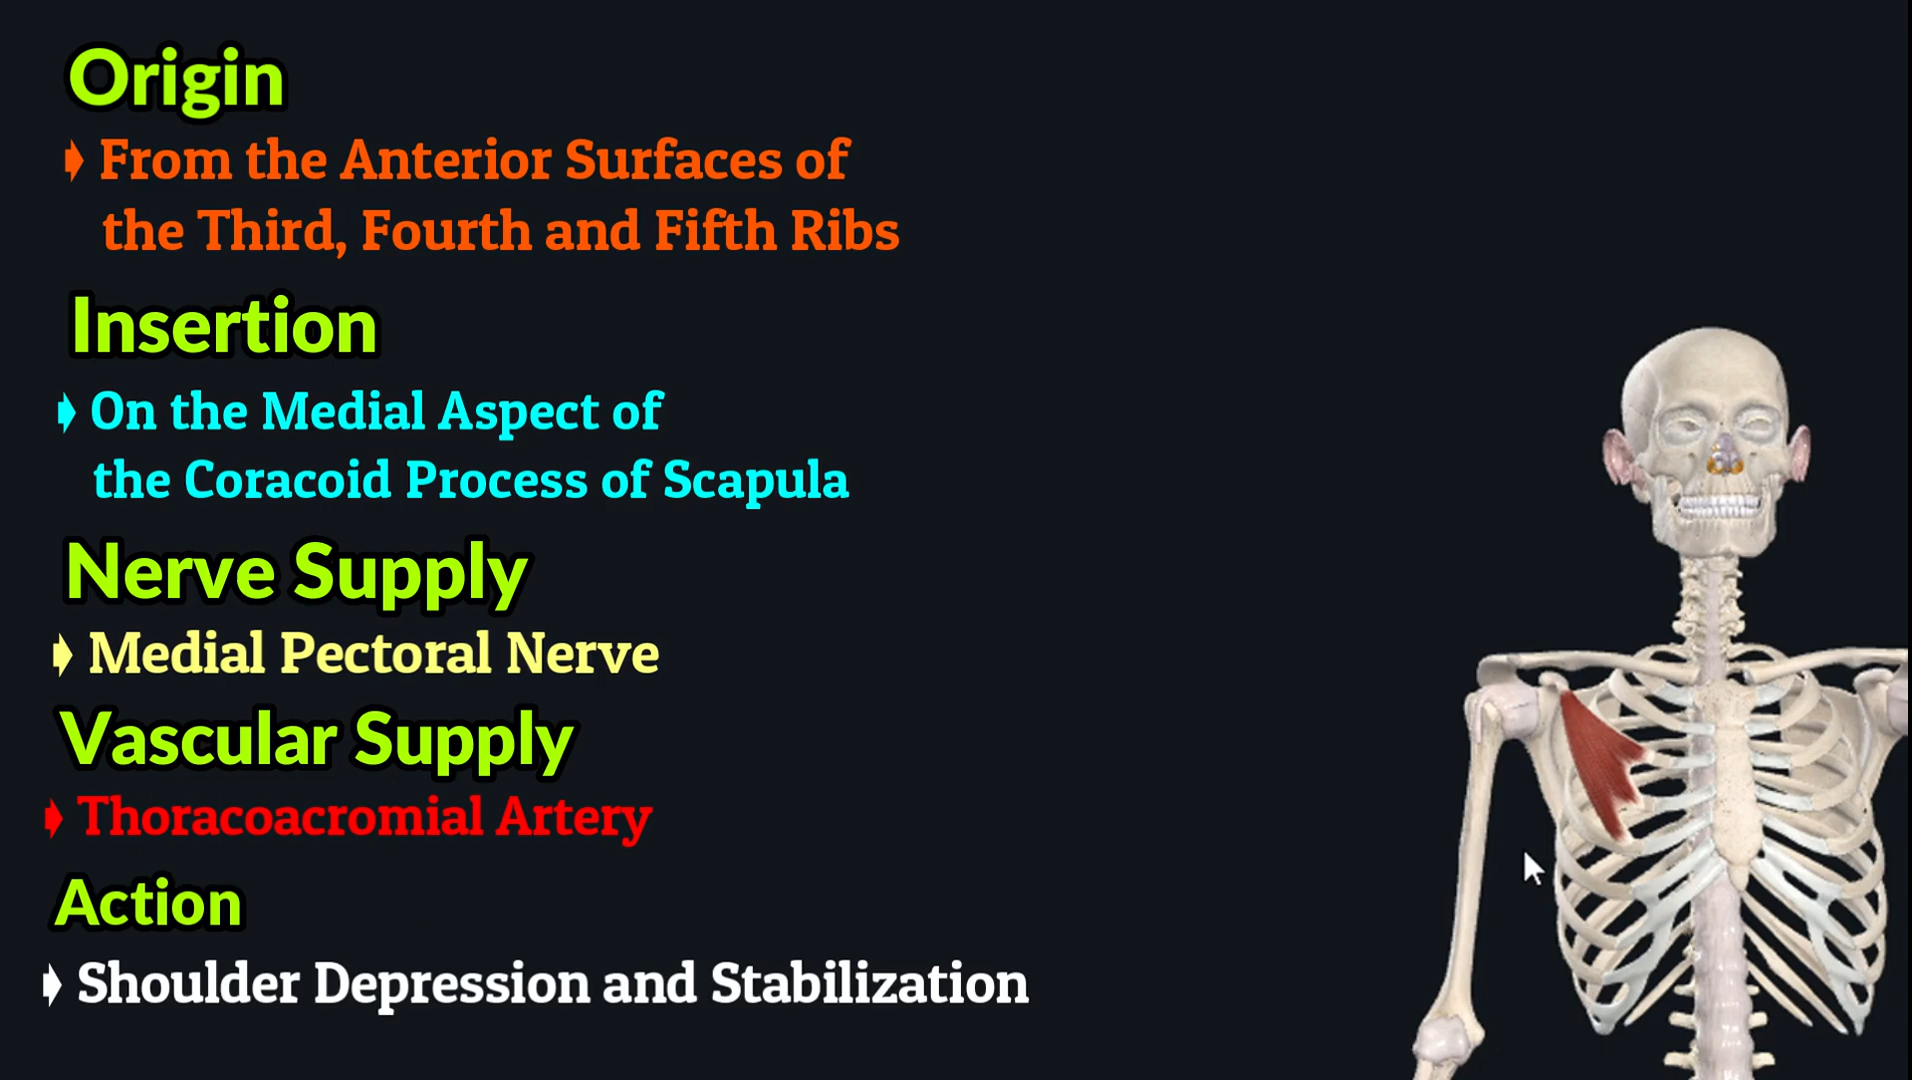 Origin
➧ From the Anterior Surfaces of
the Third, Fourth and Fifth Ribs
Insertion
➧ On the Medial Aspect of
the Coracoid Process of Scapula
Nerve Supply
➧ Medial Pectoral Nerve
Vascular Supply
➧ Thoracoacromial Artery
Action
➧ Shoulder Depression and Stabilization